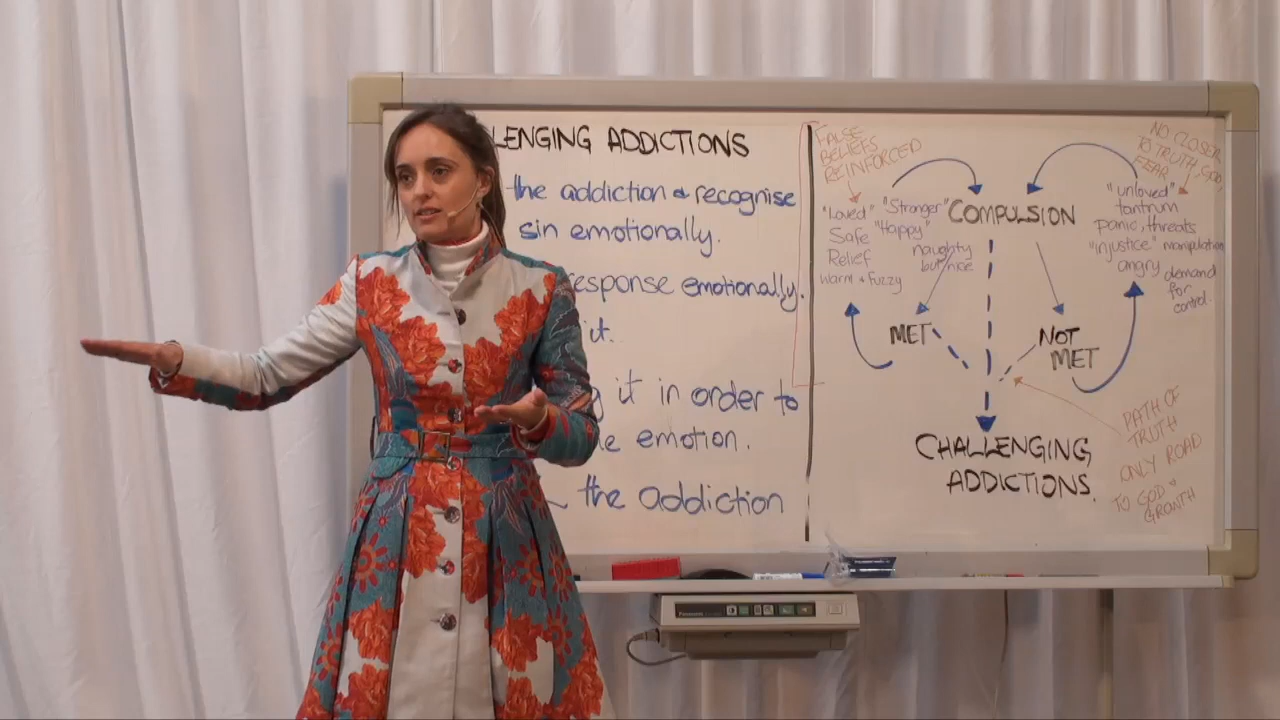 LENGING ADDICTIONS
the addiction & recognise
sin emotionally.
esponse emotionally.
it.
g it in order to
e emotion.
the addiction
FALSE
BELIEFS
REINFORCED
"Loved"
Safe
Relief
warm & fuzzy
"Stronger"
"Happy"
naughty
but nice.
COMPULSION
NO CLOSER
TO TRUTH, GOD,
FEAR
"unloved"
tantrum
panic, threats
"injustice" manipulation
angry demand
for
control.
MET
NOT
MET
CHALLENGING
ADDICTIONS.
PATH OF
TRUTH
ONLY ROAD
TO GOD &
GROWTH
Panasonic